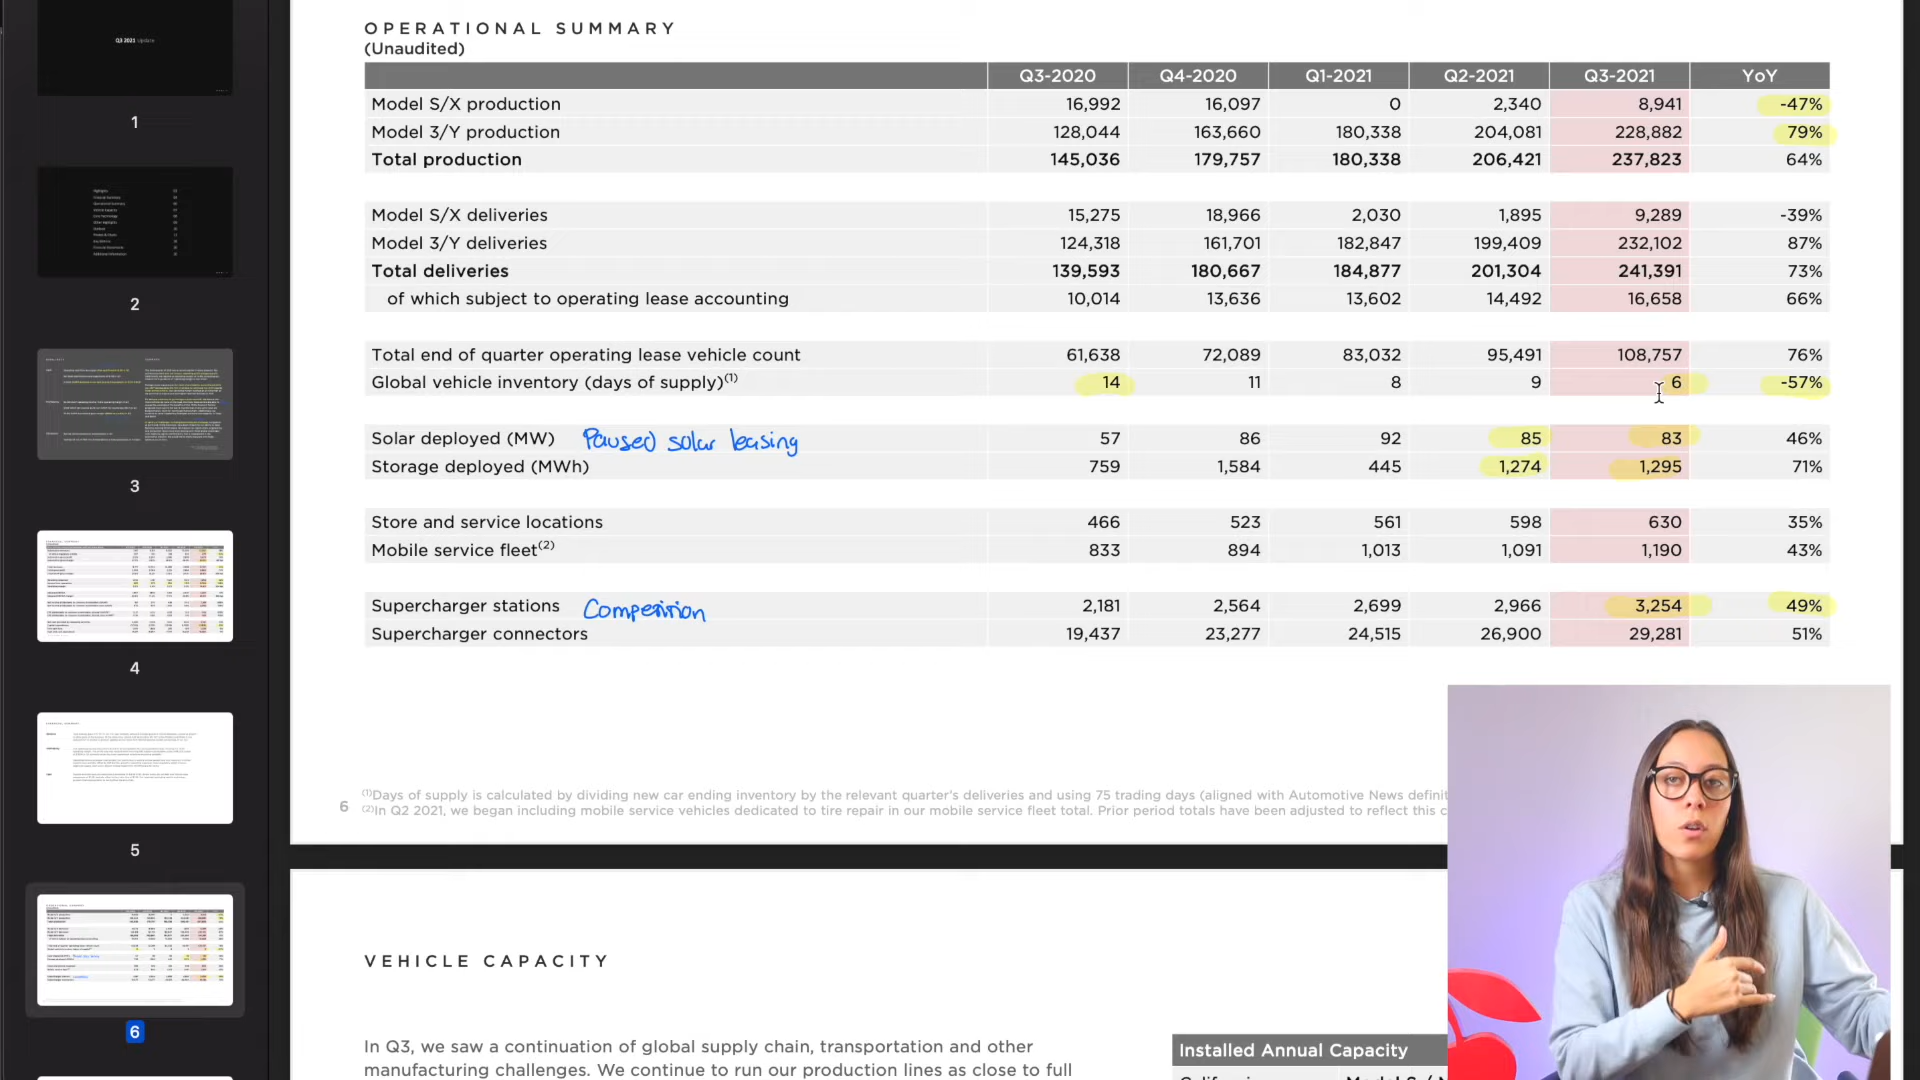 Q3 2021 Update
1
2
3
4
5
6
OPERATIONAL SUMMARY
(Unaudited)
Q3-2020 Q4-2020 Q1-2021 Q2-2021 Q3-2021 YoY
Model S/X production 16,992 16,097 0 2,340 8,941 -47%
Model 3/Y production 128,044 163,660 180,338 204,081 228,882 79%
Total production 145,036 179,757 180,338 206,421 237,823 64%
Model S/X deliveries 15,275 18,966 2,030 1,895 9,289 -39%
Model 3/Y deliveries 124,318 161,701 182,847 199,409 232,102 87%
Total deliveries 139,593 180,667 184,877 201,304 241,391 73%
of which subject to operating lease accounting 10,014 13,636 13,602 14,492 16,658 66%
Total end of quarter operating lease vehicle count 61,638 72,089 83,032 95,491 108,757 76%
Global vehicle inventory (days of supply)(1) 14 11 8 9 6 -57%
Solar deployed (MW) Paused solar leasing 57 86 92 85 83 46%
Storage deployed (MWh) 759 1,584 445 1,274 1,295 71%
Store and service locations 466 523 561 598 630 35%
Mobile service fleet(2) 833 894 1,013 1,091 1,190 43%
Supercharger stations Competition 2,181 2,564 2,699 2,966 3,254 49%
Supercharger connectors 19,437 23,277 24,515 26,900 29,281 51%
(1)Days of supply is calculated by dividing new car ending inventory by the relevant quarter's deliveries and using 75 trading days (aligned with Automotive News
6 (2)In Q2 2021, we began including mobile service vehicles dedicated to tire repair in our mobile service fleet total. Prior period totals have been adjusted to reflect this
VEHICLE CAPACITY
In Q3, we saw a continuation of global supply chain, transportation and other
manufacturing challenges. We continue to run our production lines as close to full
Installed Annual Capacity